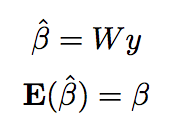 β̂ = Wy
𝐄(β̂) = β